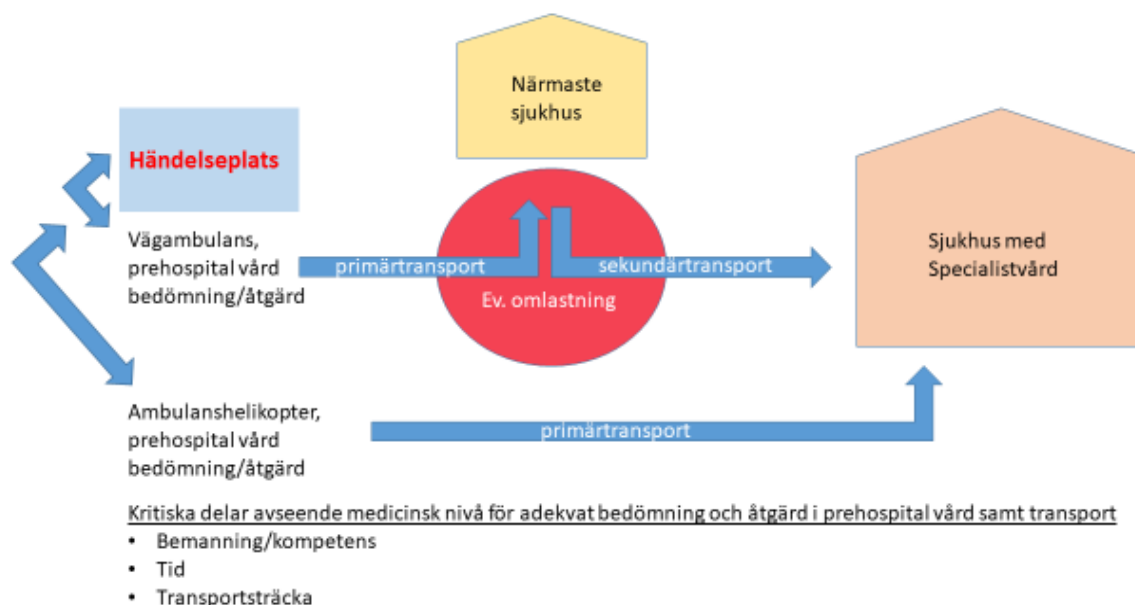 Närmaste
sjukhus
Händelseplats
Vägambulans,
prehospital vård
bedömning/åtgärd
primärtransport
sekundärtransport
Ev. omlastning
Sjukhus med
Specialistvård
Ambulanshelikopter,
prehospital vård
bedömning/åtgärd
primärtransport
Kritiska delar avseende medicinsk nivå för adekvat bedömning och åtgärd i prehospital vård samt transport
• Bemanning/kompetens
• Tid
• Transportsträcka